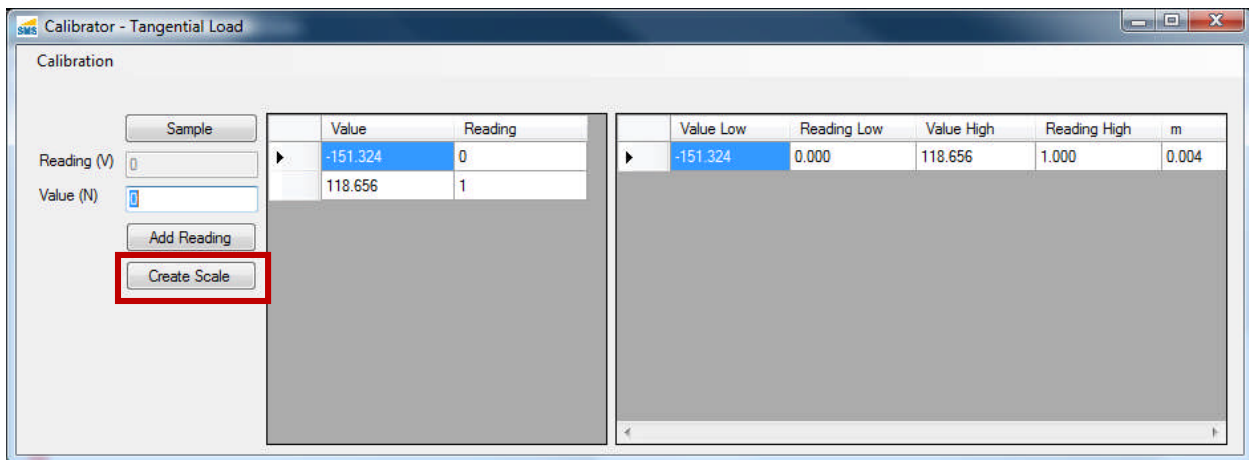 SMS Calibrator - Tangential Load
Calibration
Sample
Reading (V) 0
Value (N) 0
Add Reading
Create Scale
Value Reading
-151.324 0
118.656 1
Value Low Reading Low Value High Reading High m
-151.324 0.000 118.656 1.000 0.004